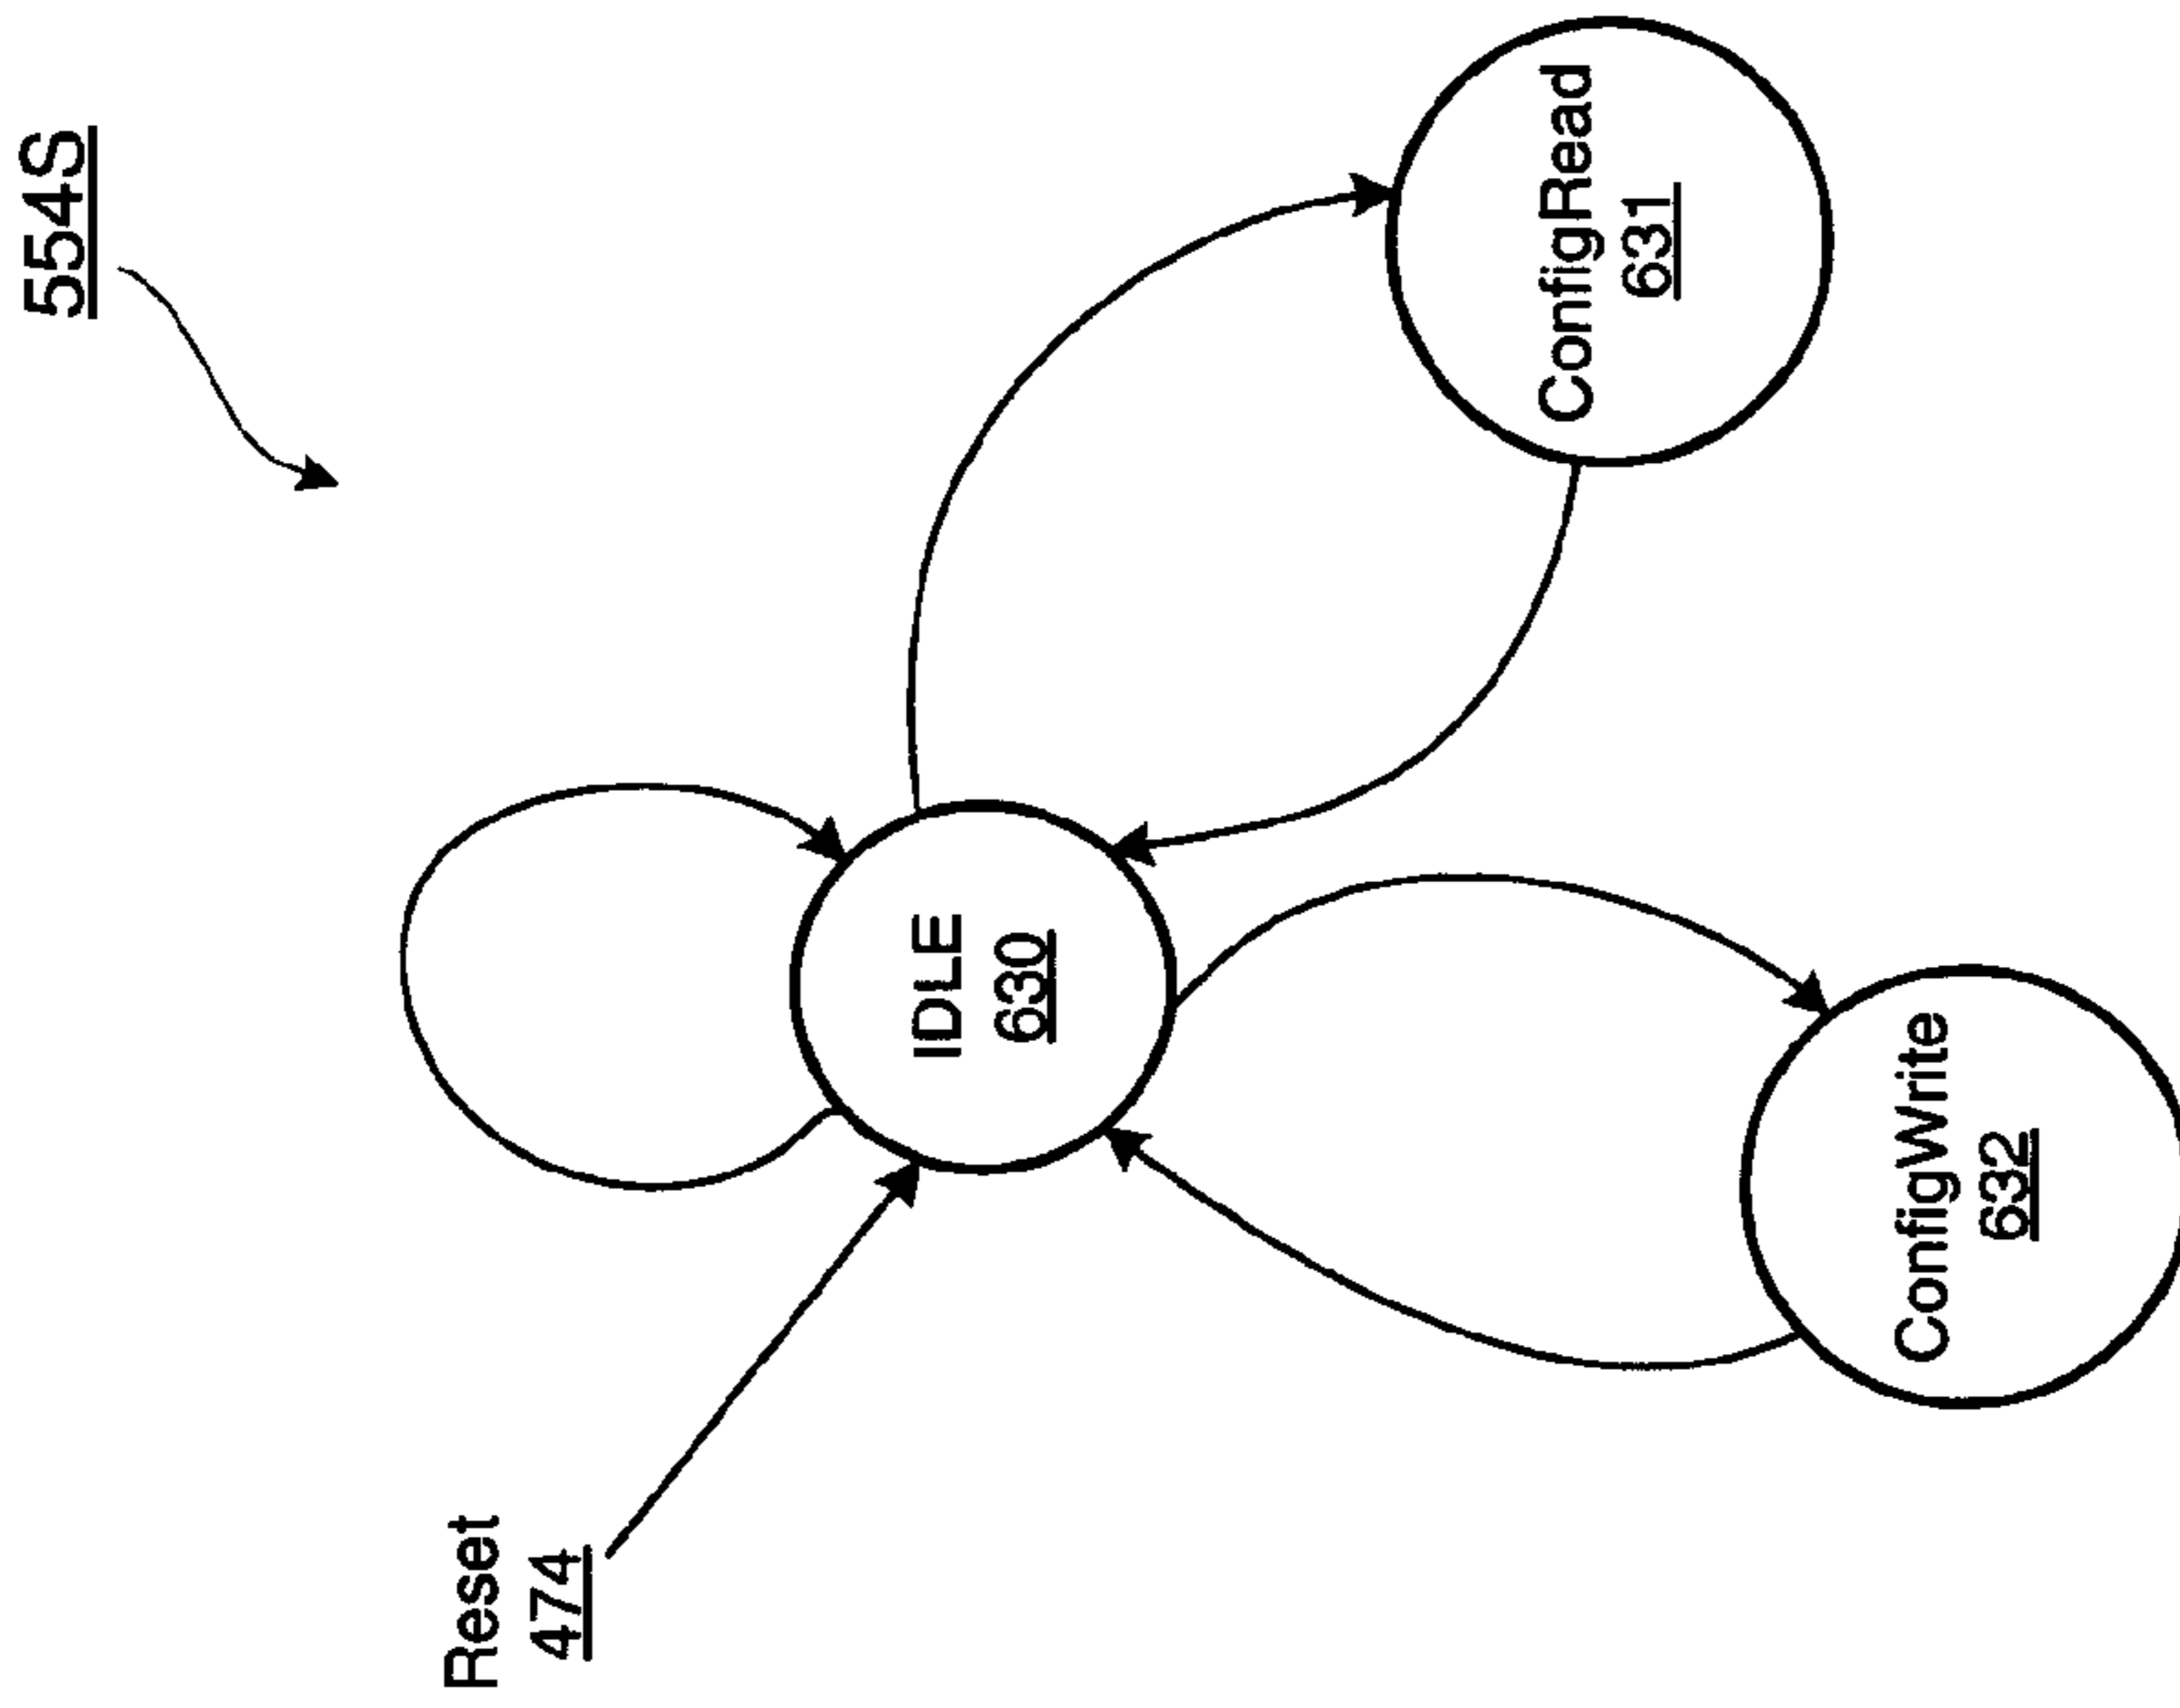 554S
Reset
474
IDLE
630
ConfigRead
631
ConfigWrite
632